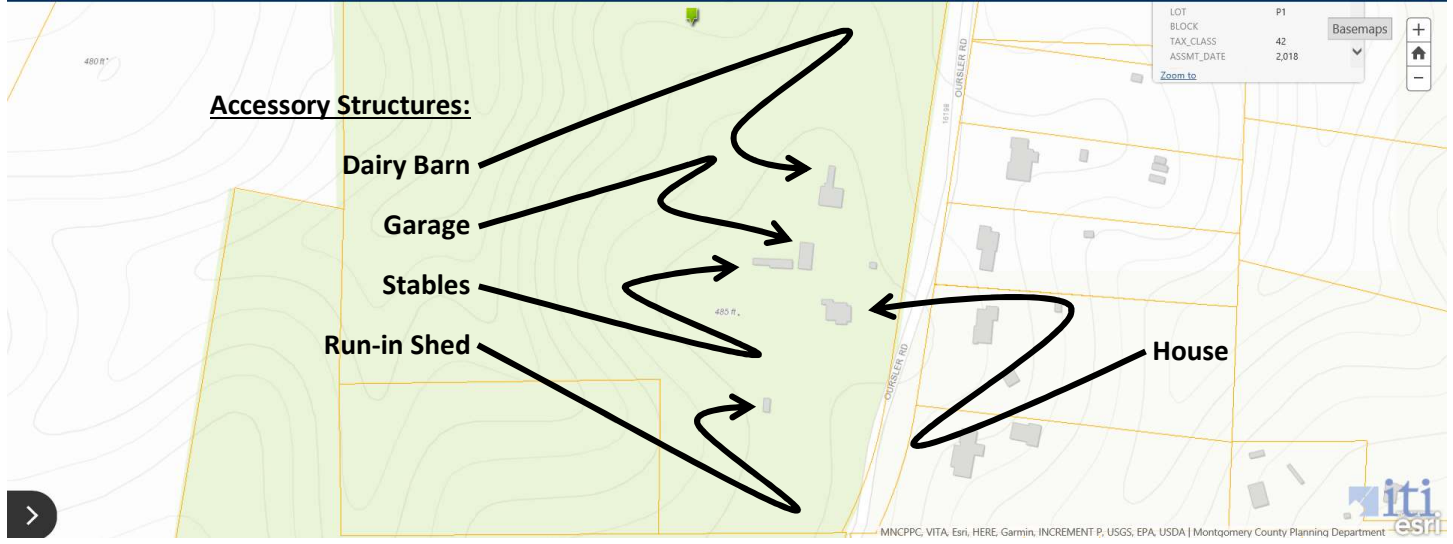 LOT P1
BLOCK
TAX_CLASS 42
ASSMT_DATE 2,018
Zoom to
Basemaps
+
−
480 ft
OURSLER RD
16198
Accessory Structures:
Dairy Barn
Garage
Stables
485 ft
Run-in Shed
House
OURSLER RD
iti
esri
MNCPPC, VITA, Esri, HERE, Garmin, INCREMENT P, USGS, EPA, USDA | Montgomery County Planning Department